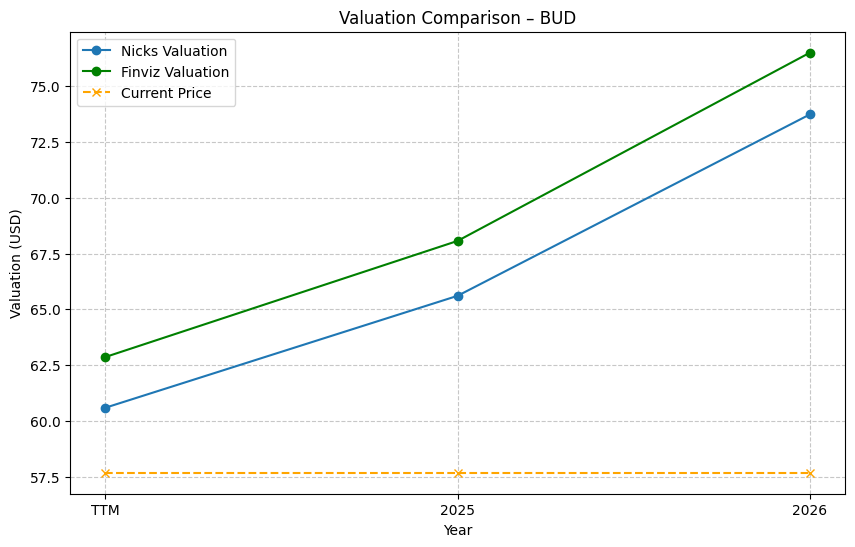 Valuation Comparison – BUD
Nicks Valuation
Finviz Valuation
Current Price
Valuation (USD)
75.0
72.5
70.0
67.5
65.0
62.5
60.0
57.5
TTM
2025
2026
Year